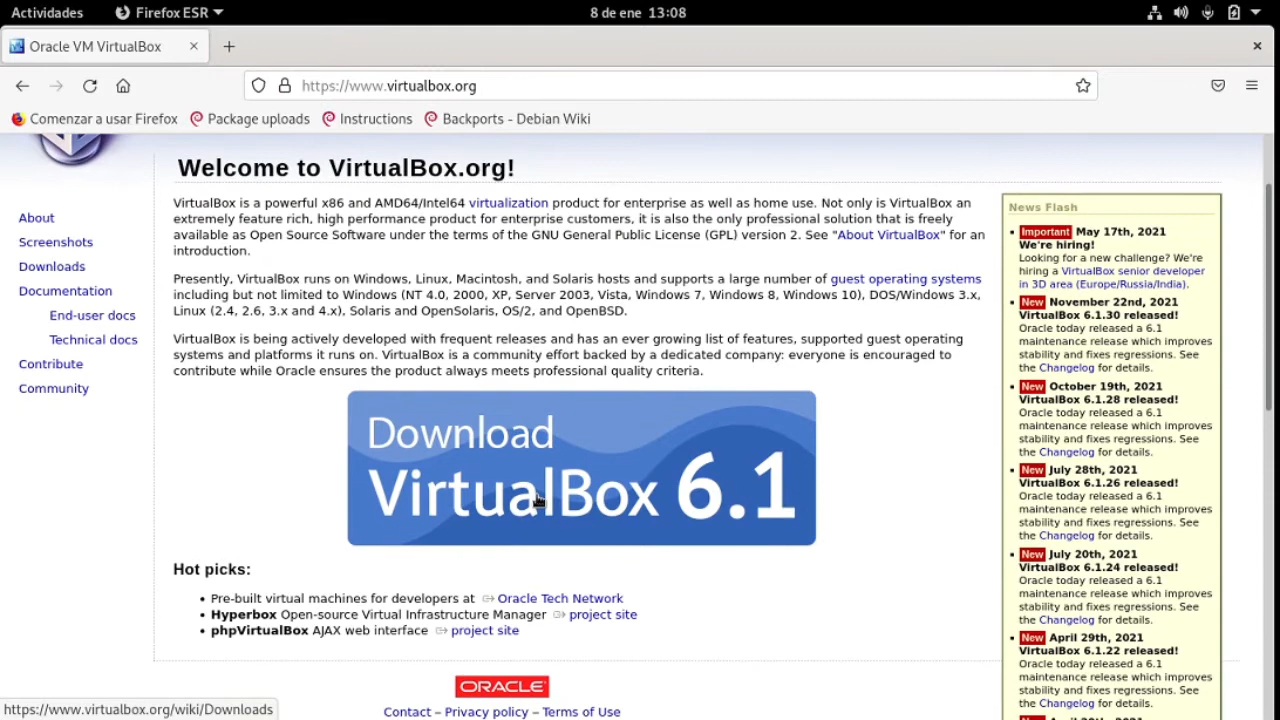 Actividades Firefox ESR 8 de ene 13:08
Oracle VM VirtualBox
https://www.virtualbox.org
Comenzar a usar Firefox Package uploads Instructions Backports - Debian Wiki
About
Screenshots
Downloads
Documentation
End-user docs
Technical docs
Contribute
Community
Welcome to VirtualBox.org!
VirtualBox is a powerful x86 and AMD64/Intel64 virtualization product for enterprise as well as home use. Not only is VirtualBox an
extremely feature rich, high performance product for enterprise customers, it is also the only professional solution that is freely
available as Open Source Software under the terms of the GNU General Public License (GPL) version 2. See "About VirtualBox" for an
introduction.
Presently, VirtualBox runs on Windows, Linux, Macintosh, and Solaris hosts and supports a large number of guest operating systems
including but not limited to Windows (NT 4.0, 2000, XP, Server 2003, Vista, Windows 7, Windows 8, Windows 10), DOS/Windows 3.x,
Linux (2.4, 2.6, 3.x and 4.x), Solaris and OpenSolaris, OS/2, and OpenBSD.
VirtualBox is being actively developed with frequent releases and has an ever growing list of features, supported guest operating
systems and platforms it runs on. VirtualBox is a community effort backed by a dedicated company: everyone is encouraged to
contribute while Oracle ensures the product always meets professional quality criteria.
Download
VirtualBox 6.1
Hot picks:
• Pre-built virtual machines for developers at Oracle Tech Network
• Hyperbox Open-source Virtual Infrastructure Manager project site
• phpVirtualBox AJAX web interface project site
ORACLE
Contact – Privacy policy – Terms of Use
News Flash
• Important May 17th, 2021
We're hiring!
Looking for a new challenge? We're
hiring a VirtualBox senior developer
in 3D area (Europe/Russia/India).
• New November 22nd, 2021
VirtualBox 6.1.30 released!
Oracle today released a 6.1
maintenance release which improves
stability and fixes regressions. See
the Changelog for details.
• New October 19th, 2021
VirtualBox 6.1.28 released!
Oracle today released a 6.1
maintenance release which improves
stability and fixes regressions. See
the Changelog for details.
• New July 28th, 2021
VirtualBox 6.1.26 released!
Oracle today released a 6.1
maintenance release which improves
stability and fixes regressions. See
the Changelog for details.
• New July 20th, 2021
VirtualBox 6.1.24 released!
Oracle today released a 6.1
maintenance release which improves
stability and fixes regressions. See
the Changelog for details.
• New April 29th, 2021
VirtualBox 6.1.22 released!
Oracle today released a 6.1
maintenance release which improves
stability and fixes regressions. See
the Changelog for details.
https://www.virtualbox.org/wiki/Downloads